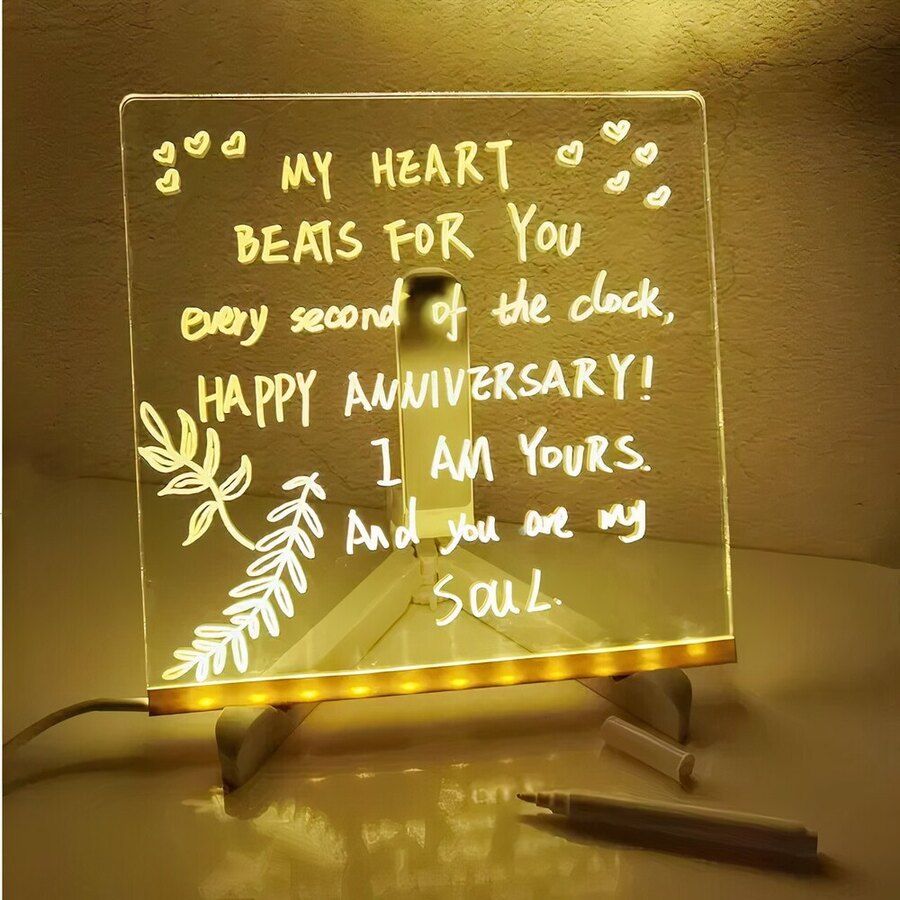 MY HEART
BEATS FOR YOU
every second of the clock,
HAPPY ANNIVERSARY!
I AM YOURS.
And you are my
SOUL.